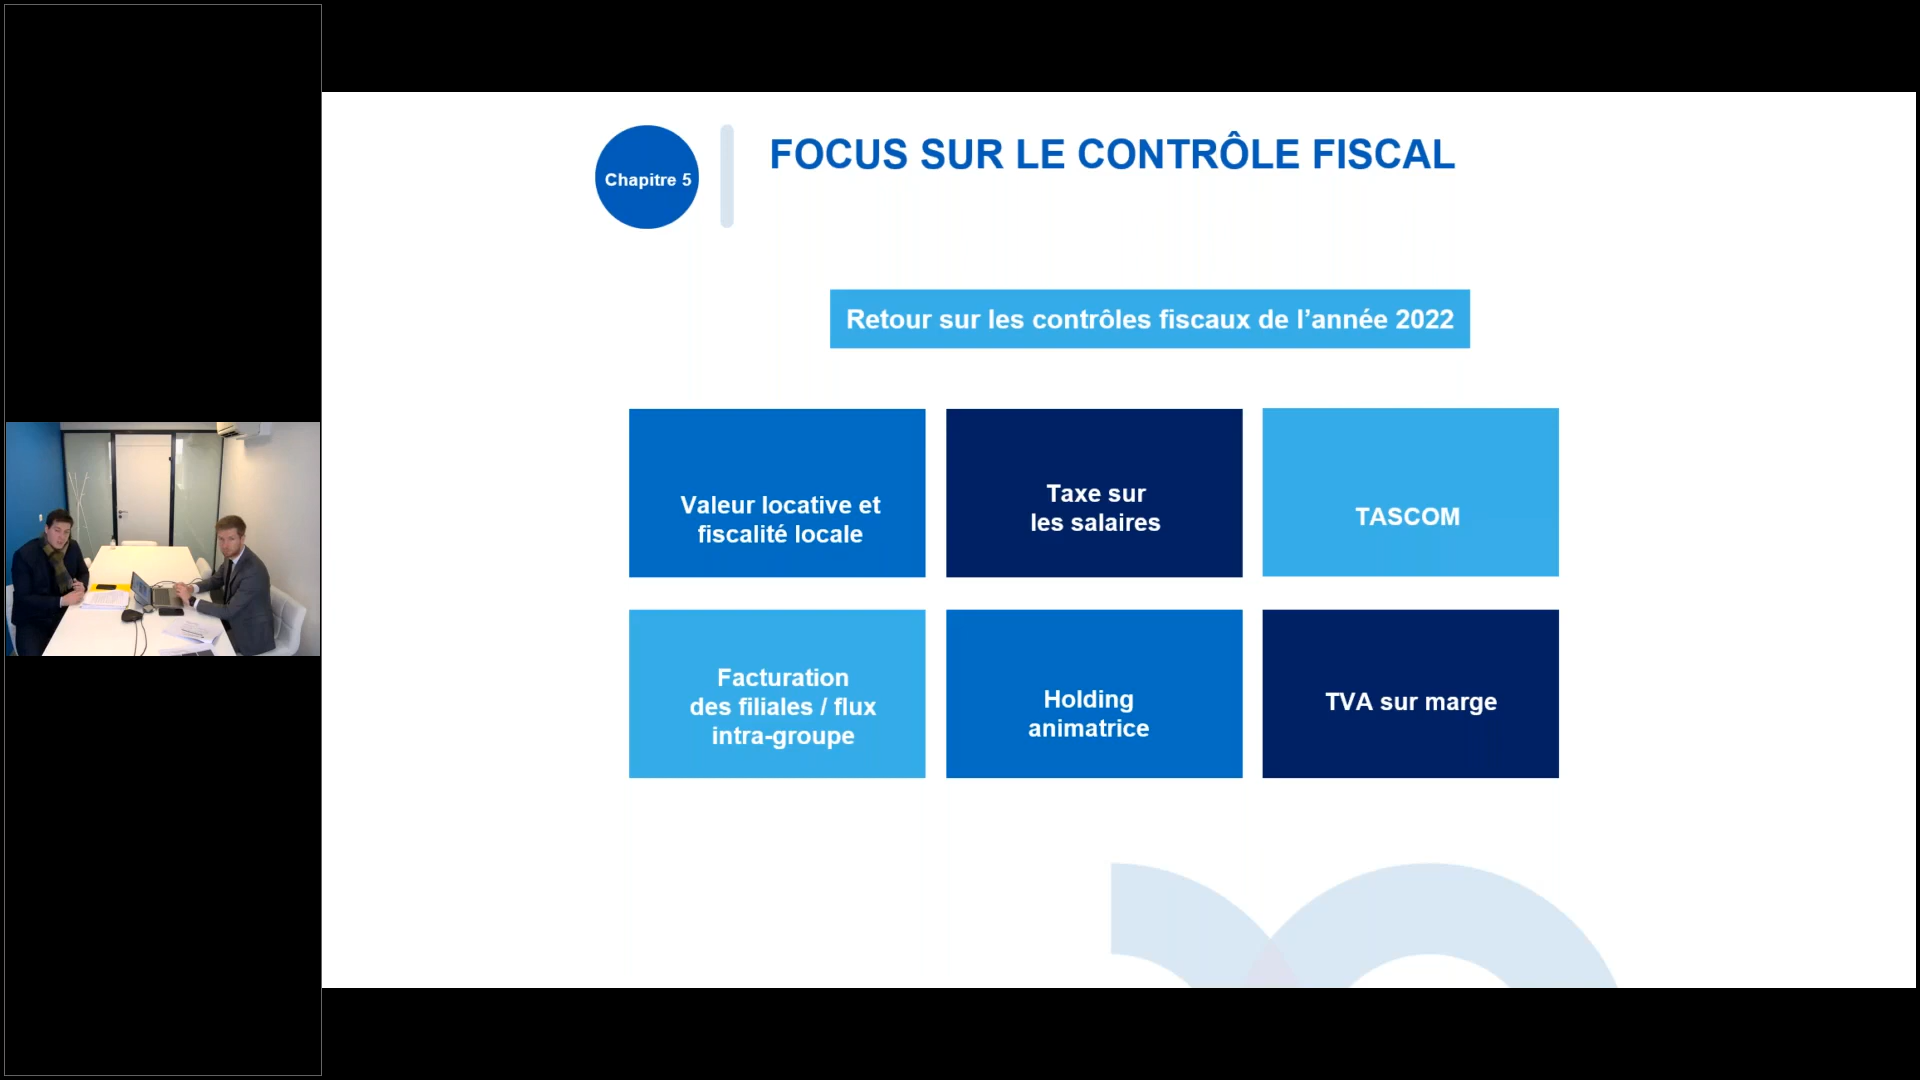 Chapitre 5
FOCUS SUR LE CONTRÔLE FISCAL
Retour sur les contrôles fiscaux de l’année 2022
Valeur locative et
fiscalité locale
Taxe sur
les salaires
TASCOM
Facturation
des filiales / flux
intra-groupe
Holding
animatrice
TVA sur marge